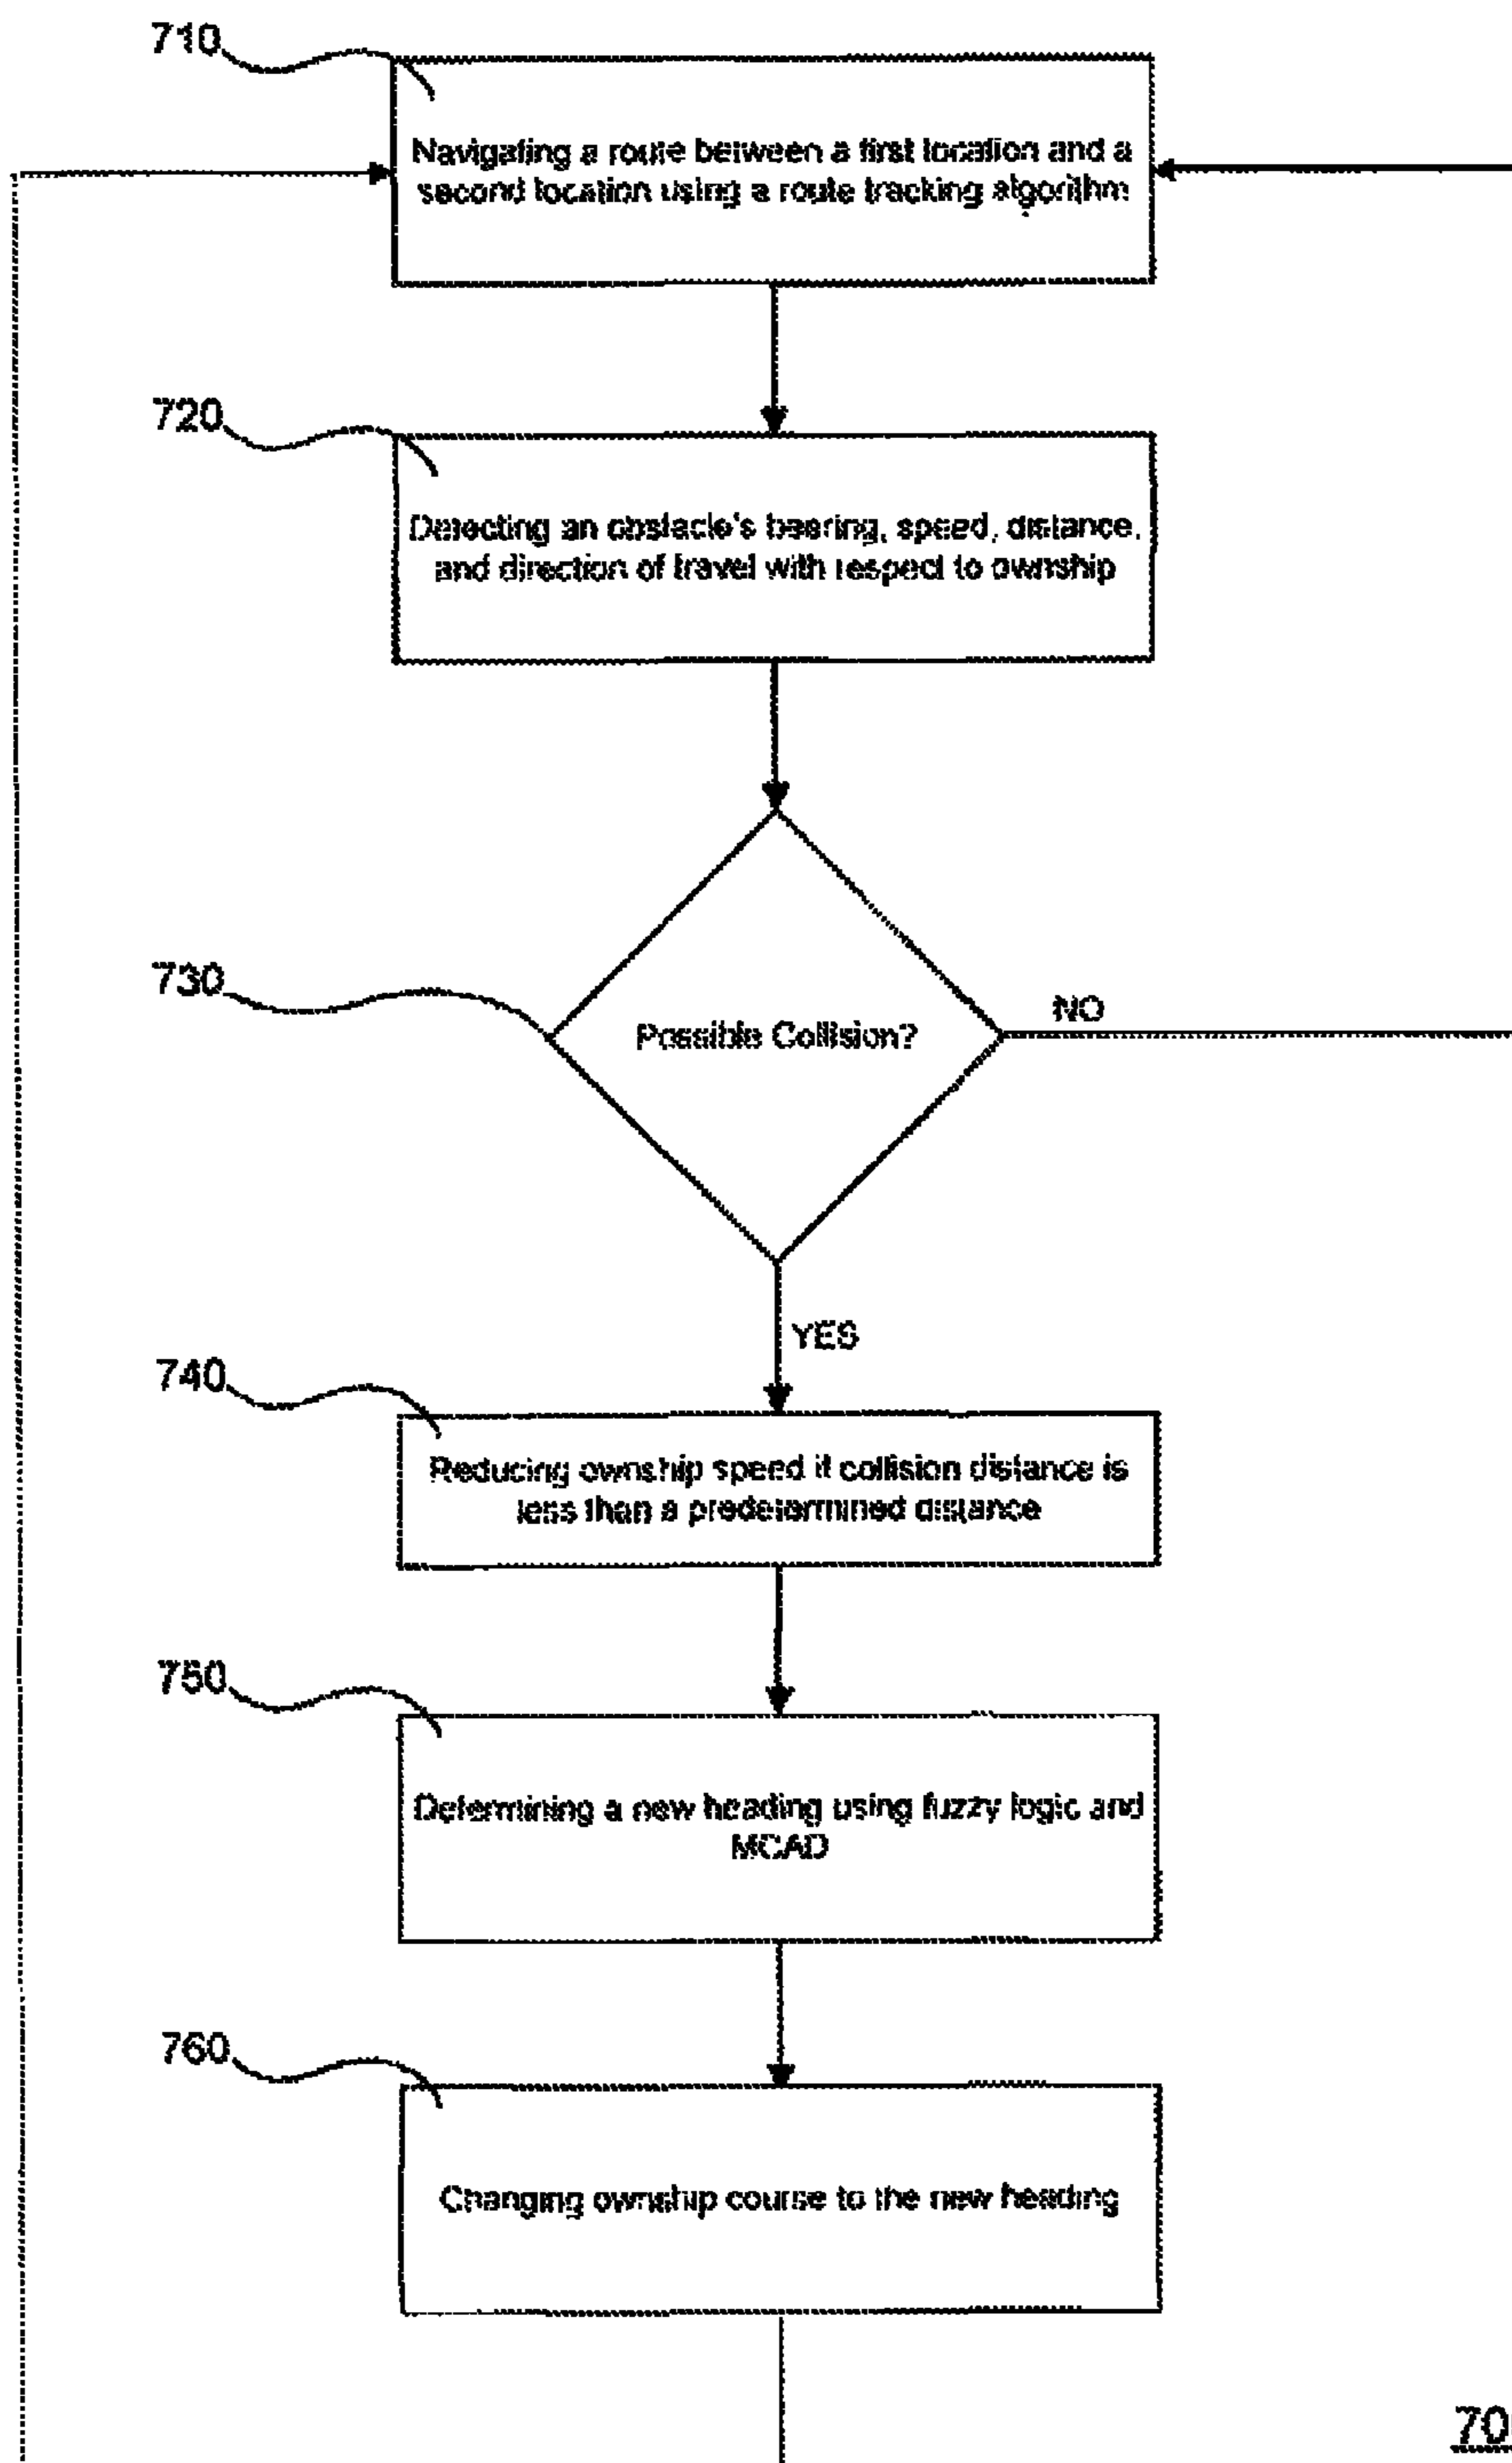 710
Navigating a route between a first location and a
second location using a route tracking algorithm
720
Detecting an obstacle's bearing, speed, distance,
and direction of travel with respect to ownship
730
Possible Collision?
NO
YES
740
Reducing ownship speed if collision distance is
less than a predetermined distance
750
Determining a new heading using fuzzy logic and
MCAD
760
Changing ownship course to the new heading
70